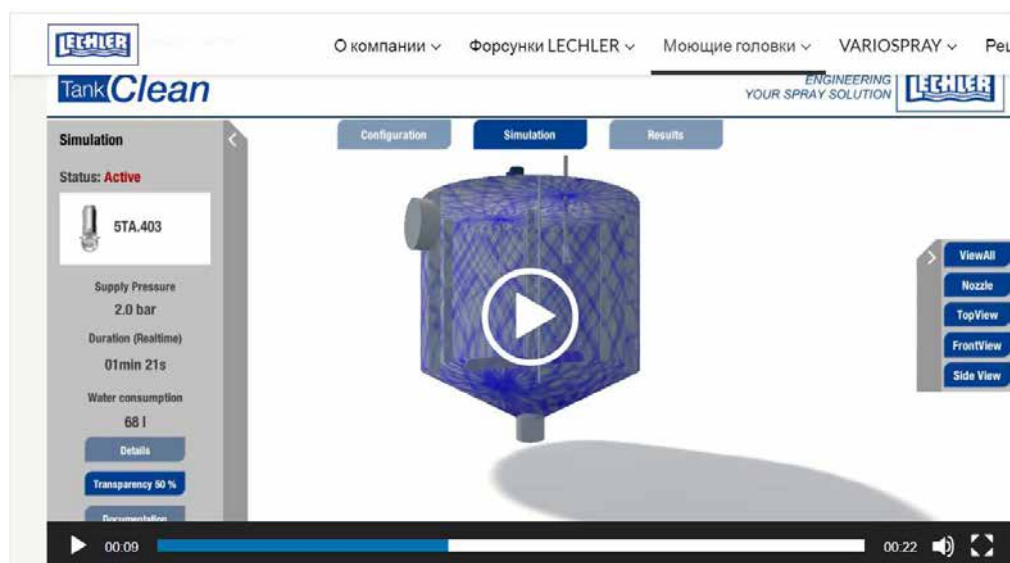 LECHLER
О компании
Форсунки LECHLER
Моющие головки
VARIOSPRAY
Реш
TankClean
ENGINEERING
YOUR SPRAY SOLUTION
LECHLER
Simulation
Configuration
Simulation
Results
Status: Active
5TA.403
Supply Pressure
2.0 bar
Duration (Realtime)
01min 21s
Water consumption
68 l
Details
Transparency 50 %
Documentation
ViewAll
Nozzle
TopView
FrontView
Side View
00:09
00:22